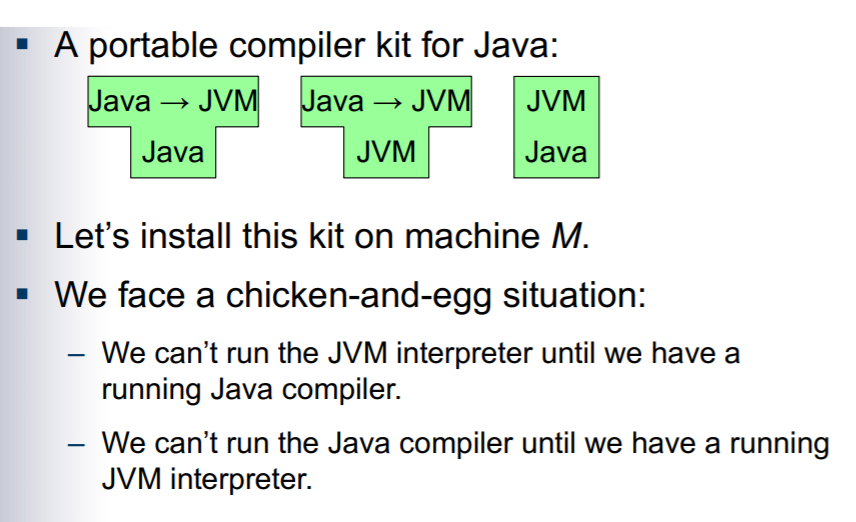 ▪ A portable compiler kit for Java:
Java → JVM Java → JVM JVM
Java JVM Java
▪ Let’s install this kit on machine M.
▪ We face a chicken-and-egg situation:
– We can’t run the JVM interpreter until we have a
running Java compiler.
– We can’t run the Java compiler until we have a running
JVM interpreter.